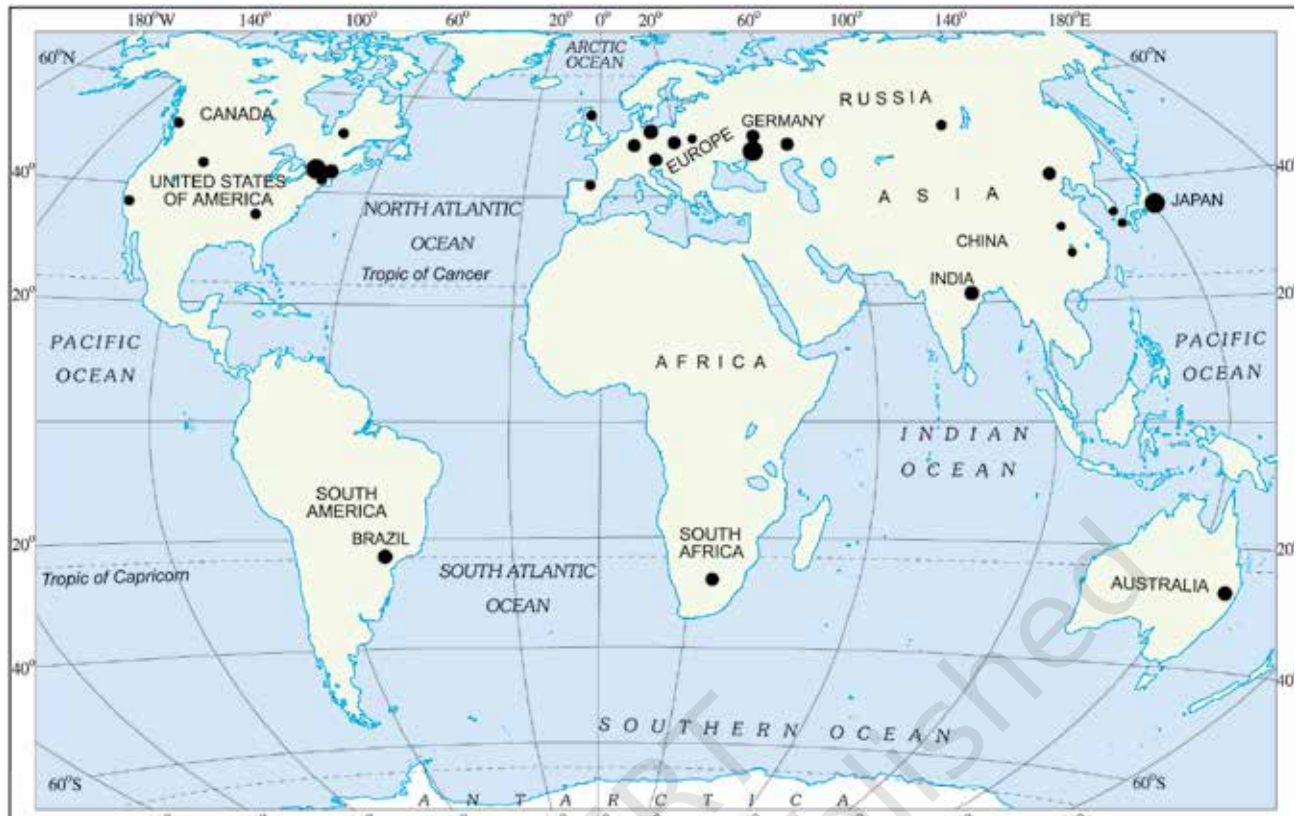 180°W 140° 100° 60° 20° 0° 20° 60° 100° 140° 180°E
ARCTIC
OCEAN
60°N
60°N
RUSSIA
CANADA
GERMANY
EUROPE
40°
40°
UNITED STATES
OF AMERICA
ASIA
JAPAN
NORTH ATLANTIC
OCEAN
CHINA
Tropic of Cancer
INDIA
20°
20°
PACIFIC
OCEAN
AFRICA
PACIFIC
OCEAN
INDIAN
OCEAN
SOUTH
AMERICA
BRAZIL
SOUTH
AFRICA
20°
20°
Tropic of Capricorn
SOUTH ATLANTIC
OCEAN
AUSTRALIA
40°
40°
SOUTHERN OCEAN
60°S
60°S
ANTARCTICA